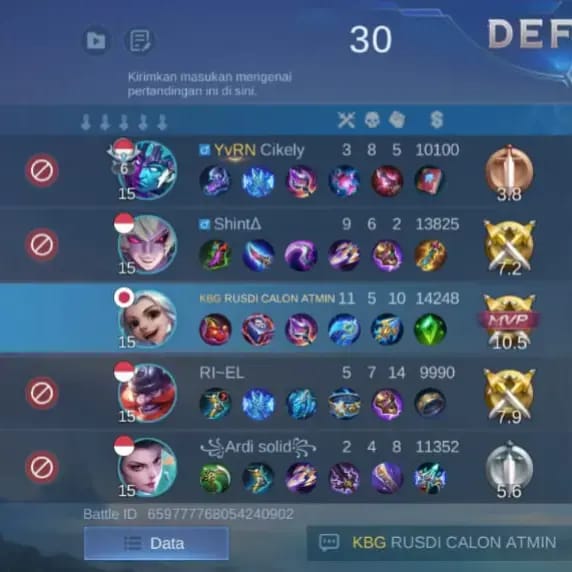 30
DEF
Kirimkan masukan mengenai
pertandingan ini di sini.
YvRN Cikely 3 8 5 10100
6
15
3.8
ShintΔ 9 6 2 13825
15
7.2
KBG RUSDI CALON ATMIN 11 5 10 14248
MVP
15
10.5
RI~EL 5 7 14 9990
15
7.9
꧁Ardi solid꧂ 2 4 8 11352
15
5.6
Battle ID 659777768054240902
Data
KBG RUSDI CALON ATMIN